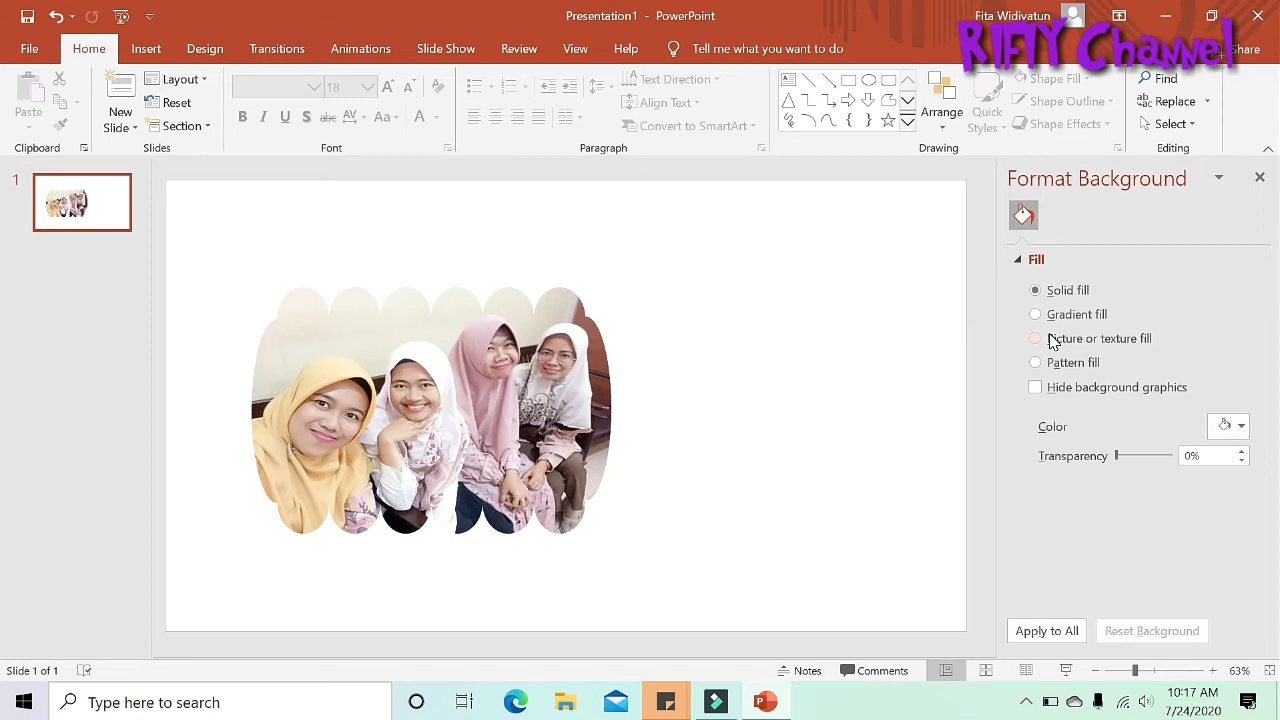 Presentation1 - PowerPoint
Fita Widiyatun
RIFIY Channel
File Home Insert Design Transitions Animations Slide Show Review View Help Tell me what you want to do Share
Paste
Clipboard
New Slide
Layout
Reset
Section
Slides
18
B I U S abc AV Aa A
Font
Text Direction
Align Text
Convert to SmartArt
Paragraph
Arrange
Quick Styles
Shape Fill
Shape Outline
Shape Effects
Drawing
Find
Replace
Select
Editing
1
Format Background
Fill
Solid fill
Gradient fill
Picture or texture fill
Pattern fill
Hide background graphics
Color
Transparency 0%
Apply to All Reset Background
Slide 1 of 1
Notes Comments 63%
Type here to search
10:17 AM
7/24/2020